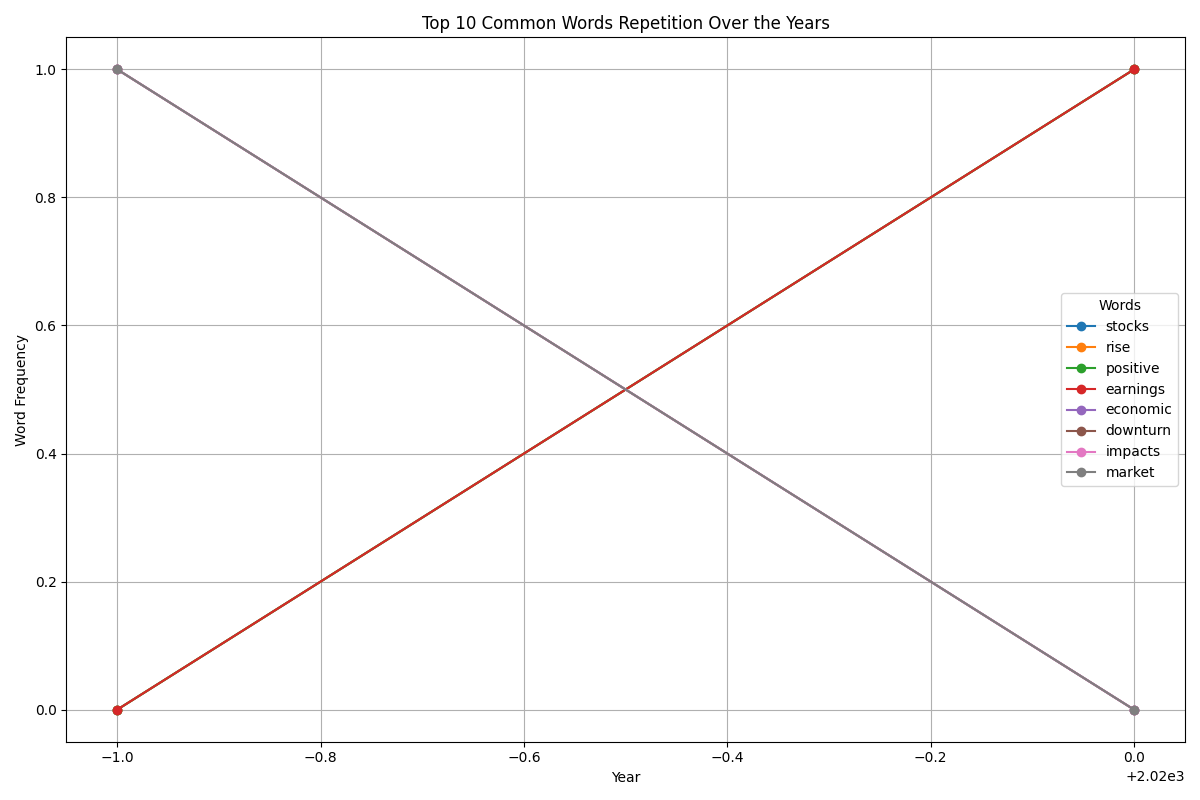 Top 10 Common Words Repetition Over the Years
Word Frequency
1.0
0.8
0.6
0.4
0.2
0.0
Words
stocks
rise
positive
earnings
economic
downturn
impacts
market
−1.0 −0.8 −0.6 −0.4 −0.2 0.0
Year
+2.02e3